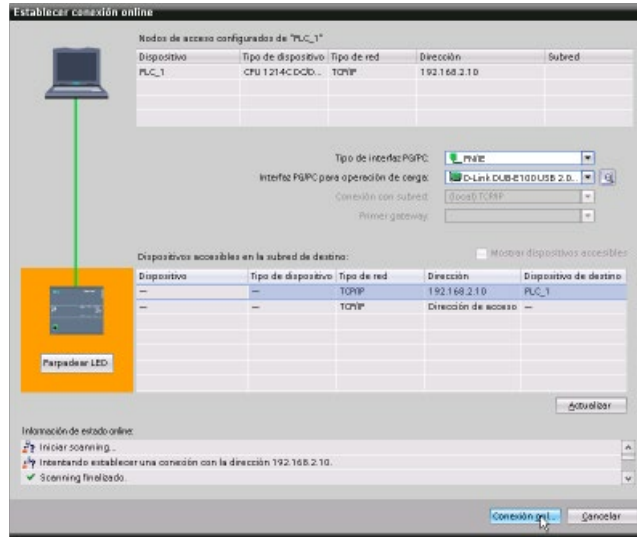 Establecer conexión online
Nodos de acceso configurados de "PLC_1"
Dispositivo Tipo de dispositivo Tipo de red Dirección Subred
PLC_1 CPU 1214C DC/D... TCP/IP 192.168.2.10
Tipo de interfaz PG/PC: PN/IE
Interfaz PG/PC para operación de carga: D-Link DUB-E100 USB 2.0...
Conexión con subred: (local) TCP/IP
Primer gateway:
Dispositivos accesibles en la subred de destino: Mostrar dispositivos accesibles
Dispositivo Tipo de dispositivo Tipo de red Dirección Dispositivo de destino
— — TCP/IP 192.168.2.10 PLC_1
— — TCP/IP Dirección de acceso —
Parpadear LED
Actualizar
Información de estado online:
Iniciar scanning...
Intentando establecer una conexión con la dirección 192.168.2.10.
Scanning finalizado.
Conexión onl... Cancelar